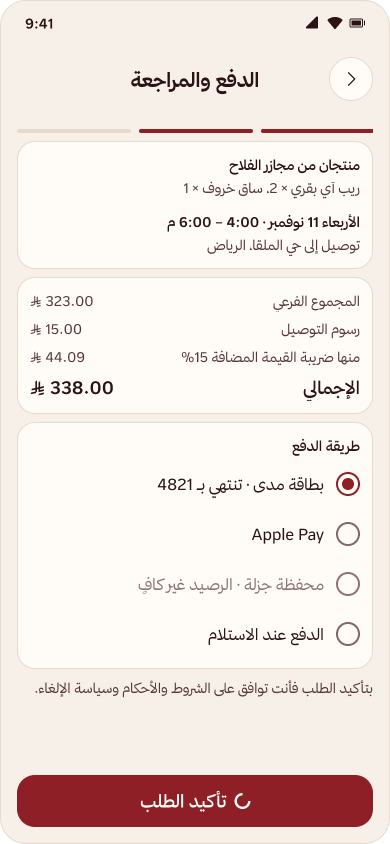 9:41
الدفع والمراجعة
منتجان من مجازر الفلاح
ريب آي بقري × 2، ساق خروف × 1
الأربعاء 11 نوفمبر · 4:00 – 6:00 م
توصيل إلى حي الملقا، الرياض
المجموع الفرعي 323.00 ⃁
رسوم التوصيل 15.00 ⃁
منها ضريبة القيمة المضافة 15% 44.09 ⃁
الإجمالي 338.00 ⃁
طريقة الدفع
بطاقة مدى · تنتهي بـ 4821
Apple Pay
محفظة جزلة · الرصيد غير كافٍ
الدفع عند الاستلام
بتأكيد الطلب فأنت توافق على الشروط والأحكام وسياسة الإلغاء.
تأكيد الطلب